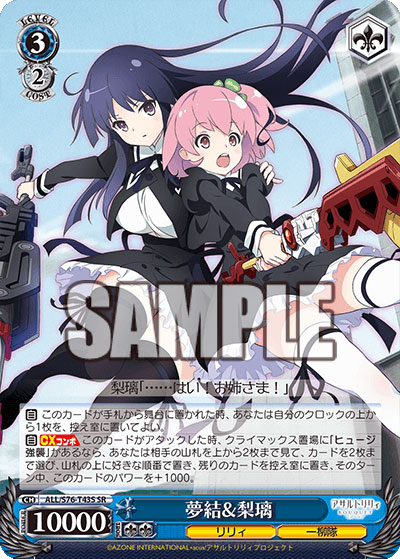 LEVEL
3
2
COST
SAMPLE
梨璃「……はい！お姉さま！」
自 このカードが手札から舞台に置かれた時、あなたは自分のクロックの上か
ら1枚を、控え室に置いてよい。
自 CXコンボ このカードがアタックした時、クライマックス置場に「ヒュージ
強襲」があるなら、あなたは相手の山札を上から2枚まで見て、カードを2枚
まで選び、山札の上に好きな順番で置き、残りのカードを控え室に置き、そのター
ン中、このカードのパワーを+1000。
ALL/S76-T43S SR
10000
夢結&梨璃
アサルトリリィ
BOUQUET
リリィ
一柳隊
©AZONE INTERNATIONAL・acus/アサルトリリィプロジェクト